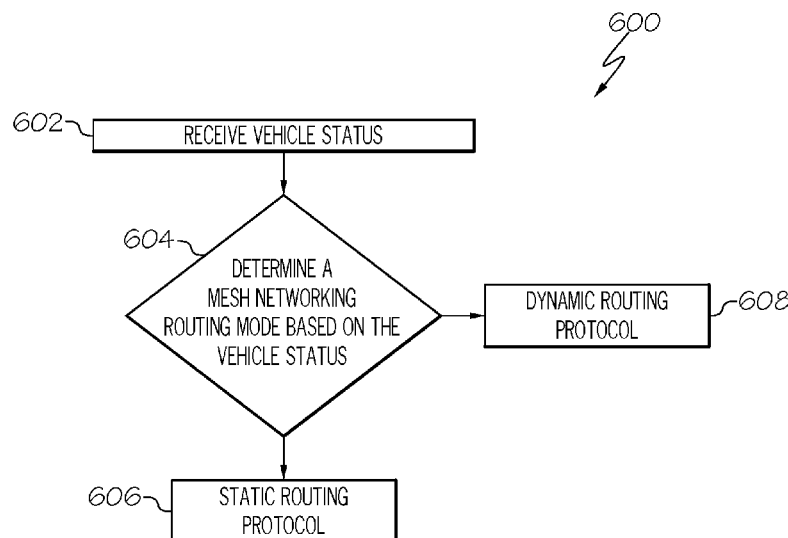 600
602
RECEIVE VEHICLE STATUS
604
DETERMINE A
MESH NETWORKING
ROUTING MODE BASED ON THE
VEHICLE STATUS
DYNAMIC ROUTING
PROTOCOL
608
606
STATIC ROUTING
PROTOCOL